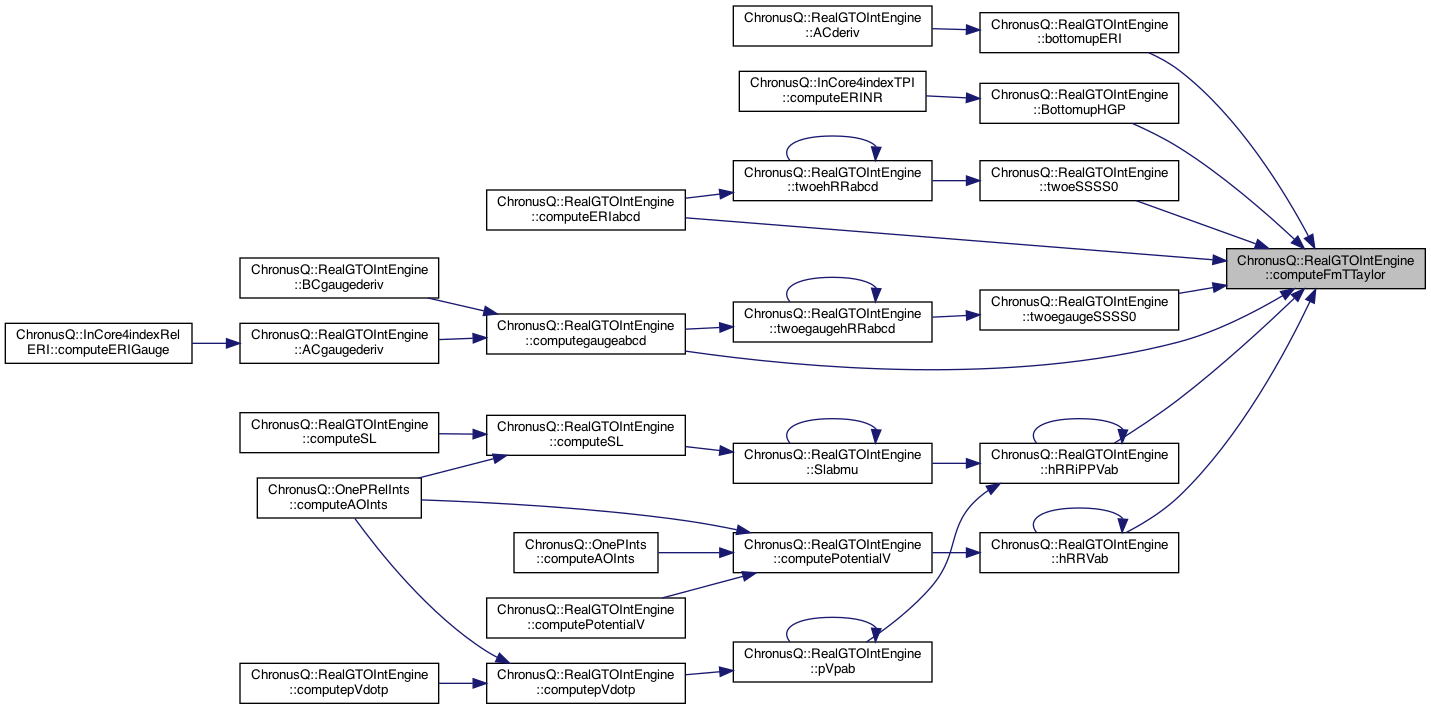 ChronusQ::RealGTOIntEngine
::ACderiv
ChronusQ::RealGTOIntEngine
::bottomupERI
ChronusQ::InCore4indexTPI
::computeERINR
ChronusQ::RealGTOIntEngine
::BottomupHGP
ChronusQ::RealGTOIntEngine
::twoehRRabcd
ChronusQ::RealGTOIntEngine
::twoeSSSS0
ChronusQ::RealGTOIntEngine
::computeERIabcd
ChronusQ::RealGTOIntEngine
::computeFmTTaylor
ChronusQ::RealGTOIntEngine
::BCgaugederiv
ChronusQ::RealGTOIntEngine
::twoegaugehRRabcd
ChronusQ::RealGTOIntEngine
::twoegaugeSSSS0
ChronusQ::InCore4indexRel
ERI::computeERIGauge
ChronusQ::RealGTOIntEngine
::ACgaugederiv
ChronusQ::RealGTOIntEngine
::computegaugeabcd
ChronusQ::RealGTOIntEngine
::computeSL
ChronusQ::RealGTOIntEngine
::computeSL
ChronusQ::RealGTOIntEngine
::Slabmu
ChronusQ::RealGTOIntEngine
::hRRiPPVab
ChronusQ::OnePRelInts
::computeAOInts
ChronusQ::OnePInts
::computeAOInts
ChronusQ::RealGTOIntEngine
::computePotentialV
ChronusQ::RealGTOIntEngine
::hRRVab
ChronusQ::RealGTOIntEngine
::computePotentialV
ChronusQ::RealGTOIntEngine
::pVpab
ChronusQ::RealGTOIntEngine
::computepVdotp
ChronusQ::RealGTOIntEngine
::computepVdotp